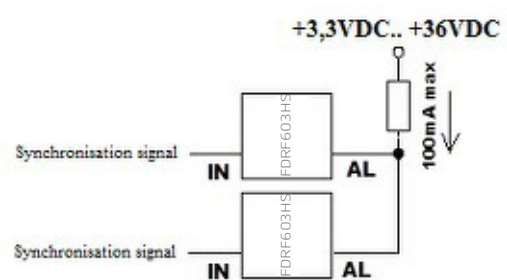 +3,3VDC.. +36VDC
100mA max
FDRF603HS
Synchronisation signal
IN
AL
FDRF603HS
Synchronisation signal
IN
AL